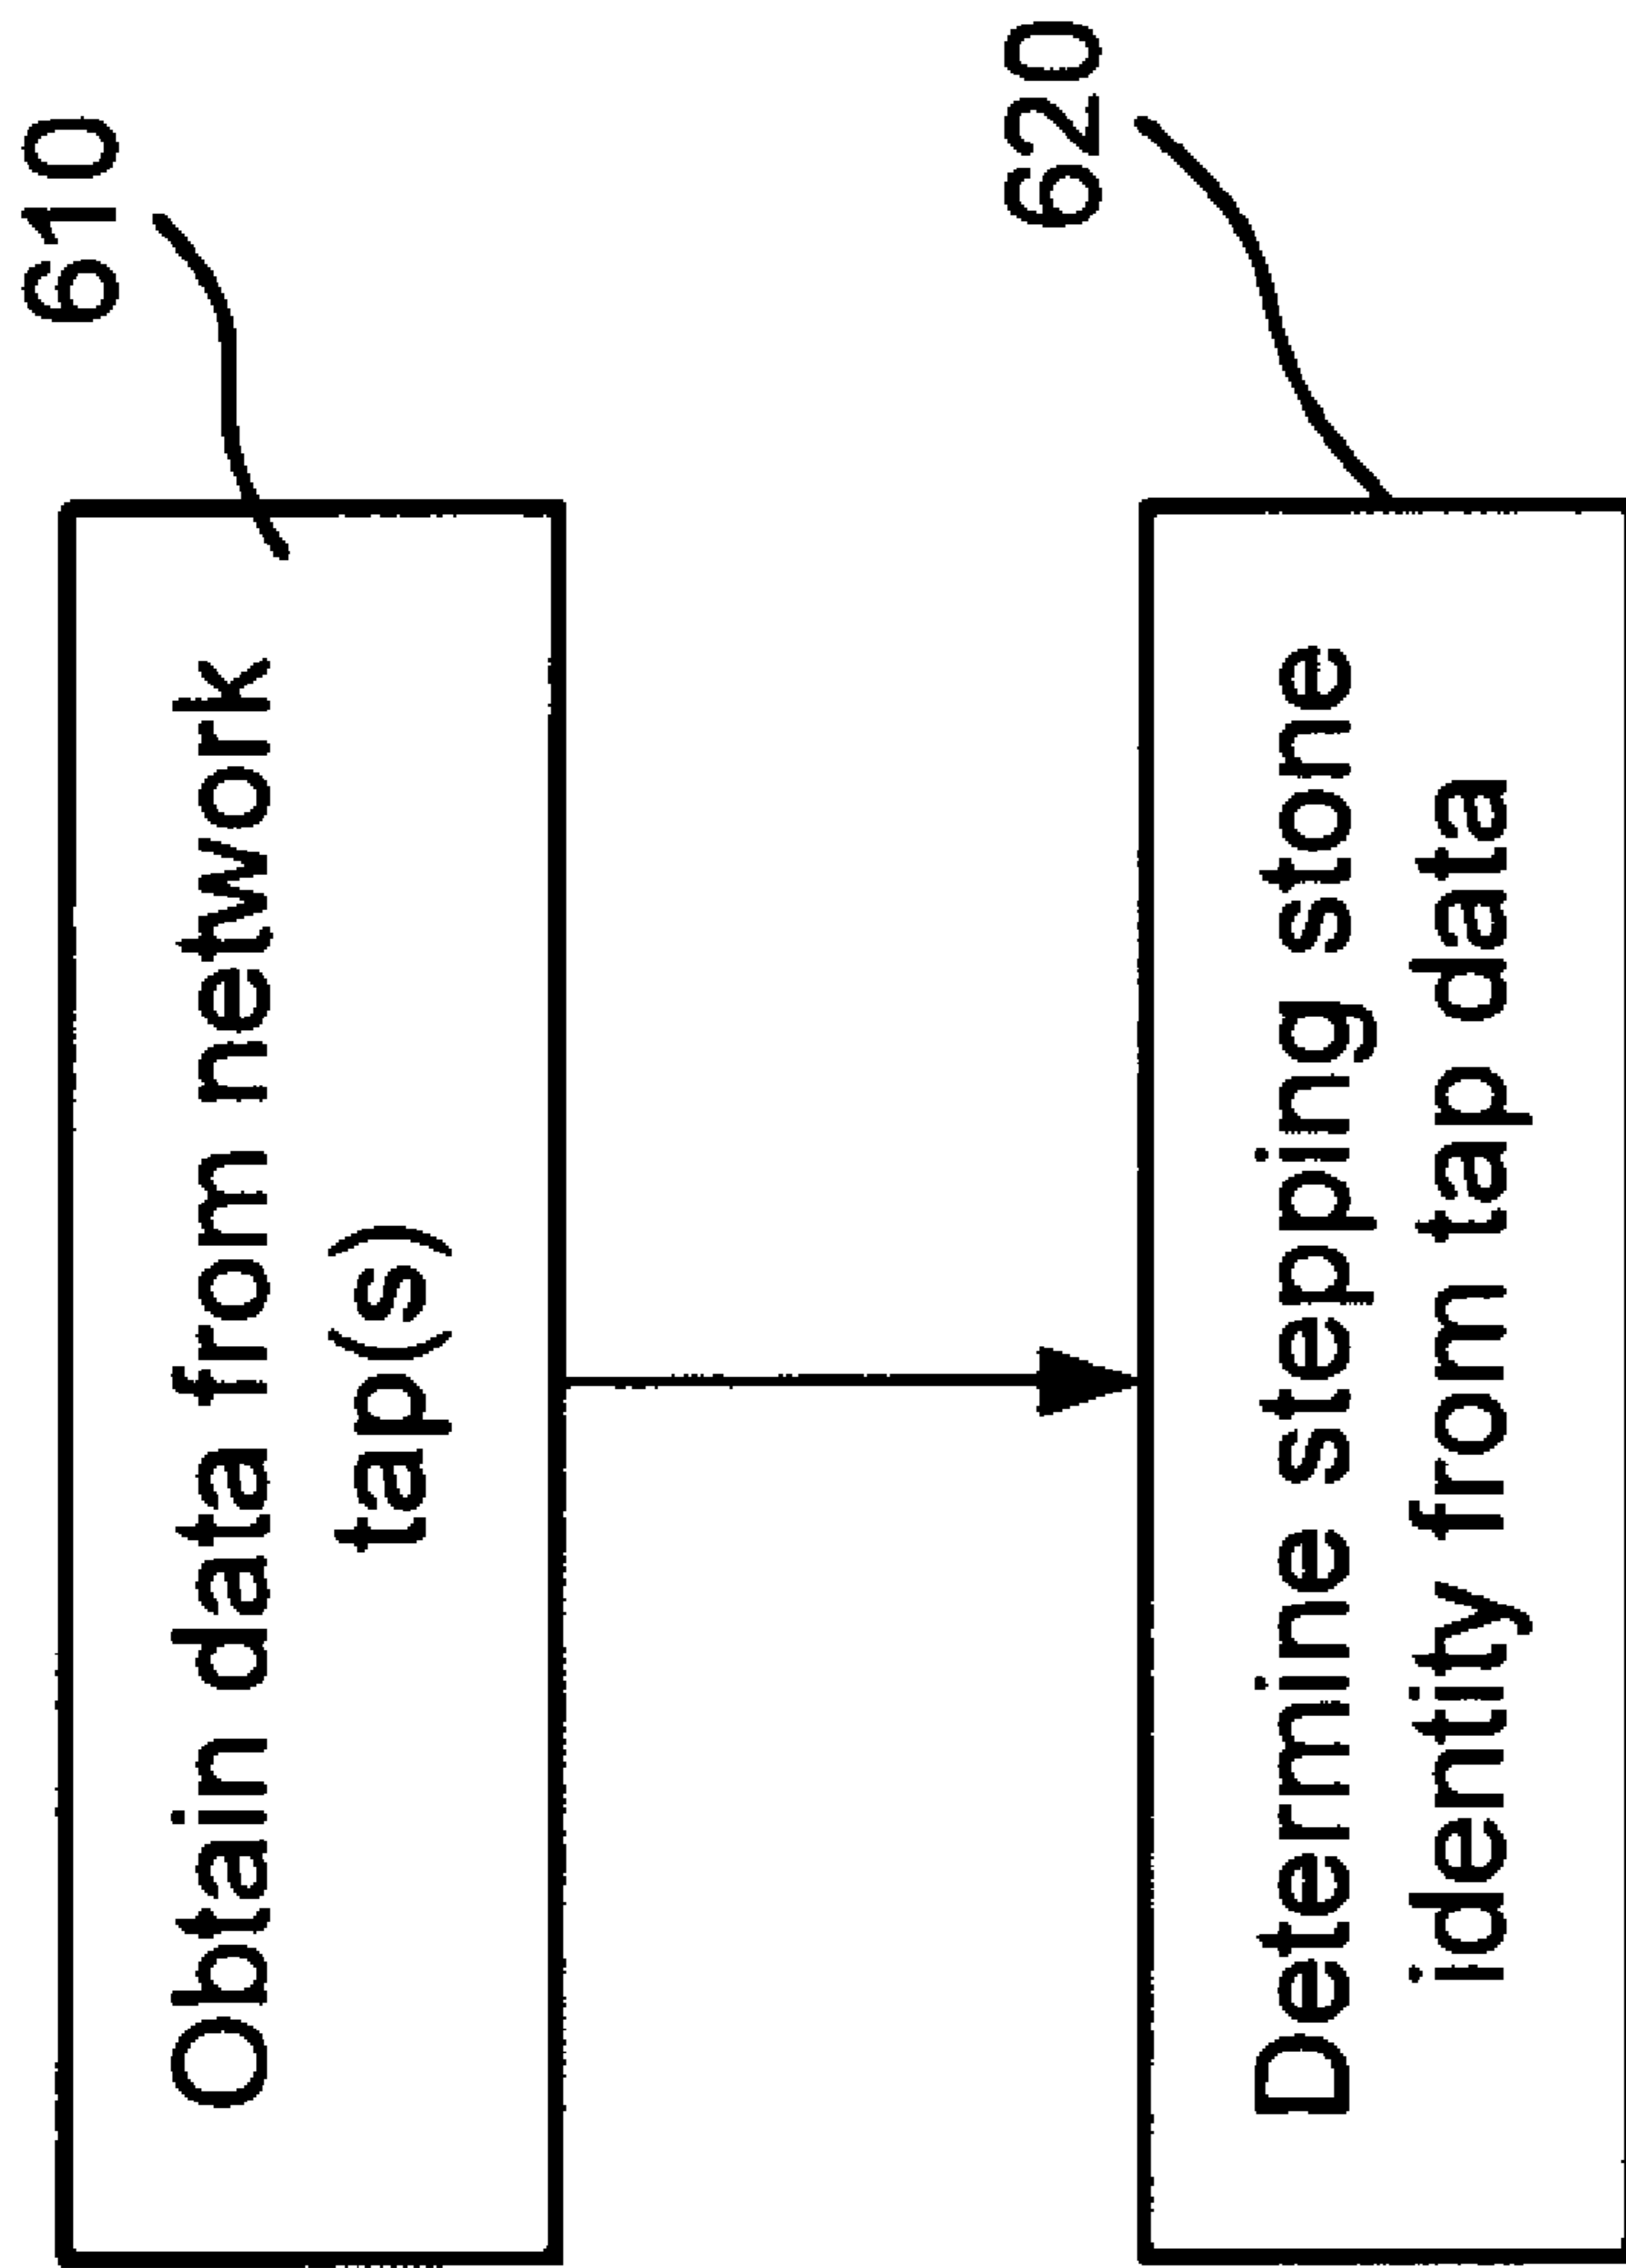 610
Obtain data from network
tap(s)
620
Determine stepping stone
identity from tap data